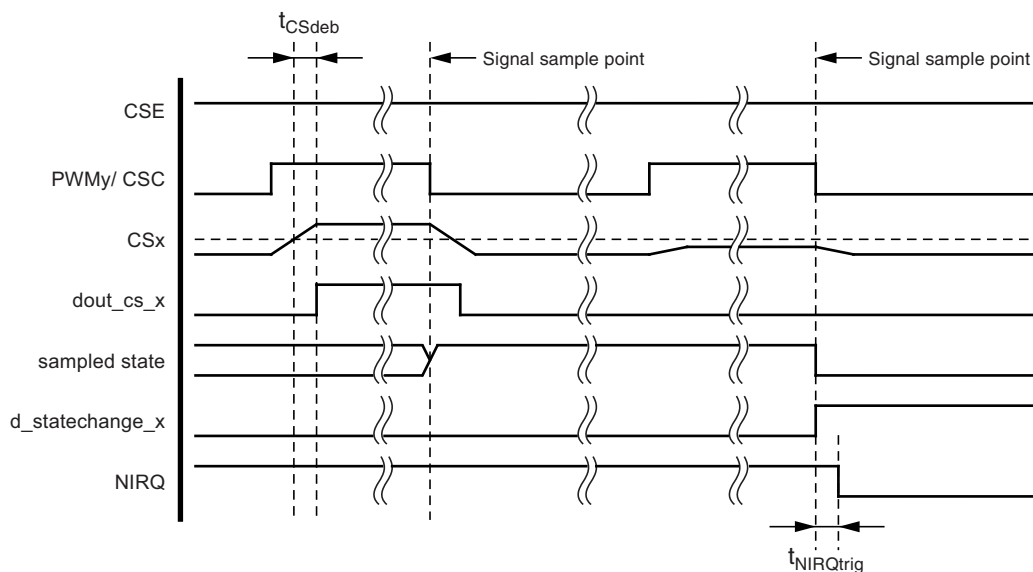 tCSdeb
Signal sample point
Signal sample point
CSE
PWMy/ CSC
CSx
dout_cs_x
sampled state
d_statechange_x
NIRQ
tNIRQtrig